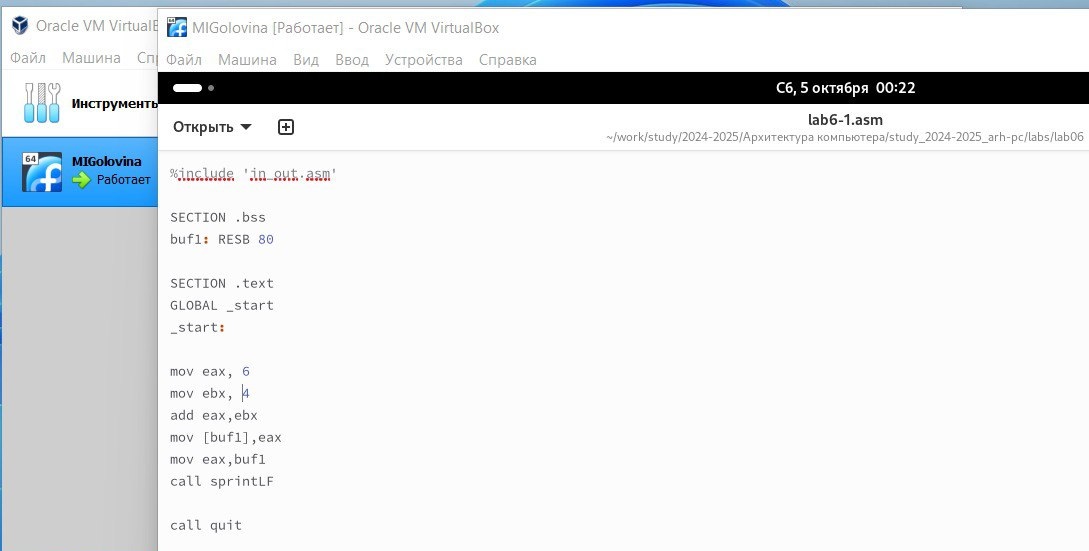 Oracle VM VirtualB
Файл Машина Спр
Инструменты
64
MIGolovina
Работает
MIGolovina [Работает] - Oracle VM VirtualBox
Файл Машина Вид Ввод Устройства Справка
Сб, 5 октября 00:22
Открыть
lab6-1.asm
~/work/study/2024-2025/Архитектура компьютера/study_2024-2025_arh-pc/labs/lab06
%include 'in_out.asm'
SECTION .bss
buf1: RESB 80
SECTION .text
GLOBAL _start
_start:
mov eax, 6
mov ebx, 4
add eax,ebx
mov [buf1],eax
mov eax,buf1
call sprintLF
call quit